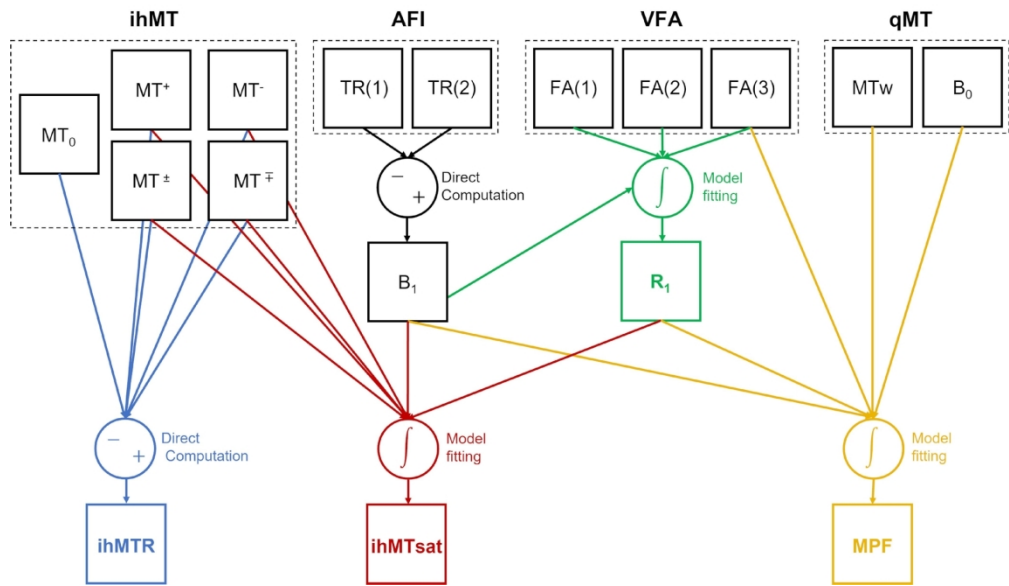 ihMT
AFI
VFA
qMT
MT₀
MT⁺
MT⁻
MT±
MT∓
TR(1)
TR(2)
FA(1)
FA(2)
FA(3)
MTw
B₀
− +
Direct
Computation
∫
Model
fitting
B₁
R₁
− +
Direct
Computation
∫
Model
fitting
∫
Model
fitting
ihMTR
ihMTsat
MPF